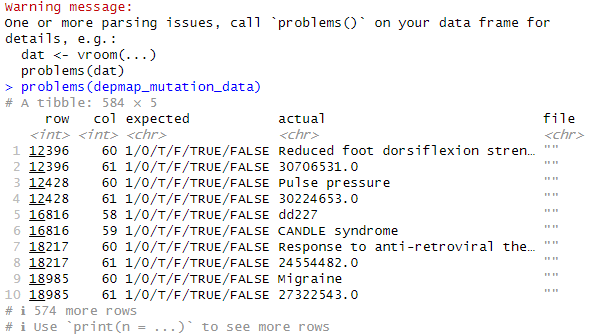 Warning message:
One or more parsing issues, call `problems()` on your data frame for
details, e.g.:
  dat <- vroom(...)
  problems(dat)
> problems(depmap_mutation_data)
# A tibble: 584 × 5
     row   col expected           actual                         file
   <int> <int> <chr>              <chr>                          <chr>
 1 12396    60 1/0/T/F/TRUE/FALSE Reduced foot dorsiflexion stren… ""
 2 12396    61 1/0/T/F/TRUE/FALSE 30706531.0                     ""
 3 12428    60 1/0/T/F/TRUE/FALSE Pulse pressure                 ""
 4 12428    61 1/0/T/F/TRUE/FALSE 30224653.0                     ""
 5 16816    58 1/0/T/F/TRUE/FALSE dd227                          ""
 6 16816    59 1/0/T/F/TRUE/FALSE CANDLE syndrome                ""
 7 18217    60 1/0/T/F/TRUE/FALSE Response to anti-retroviral the… ""
 8 18217    61 1/0/T/F/TRUE/FALSE 24554482.0                     ""
 9 18985    60 1/0/T/F/TRUE/FALSE Migraine                       ""
10 18985    61 1/0/T/F/TRUE/FALSE 27322543.0                     ""
# ℹ 574 more rows
# ℹ Use `print(n = ...)` to see more rows